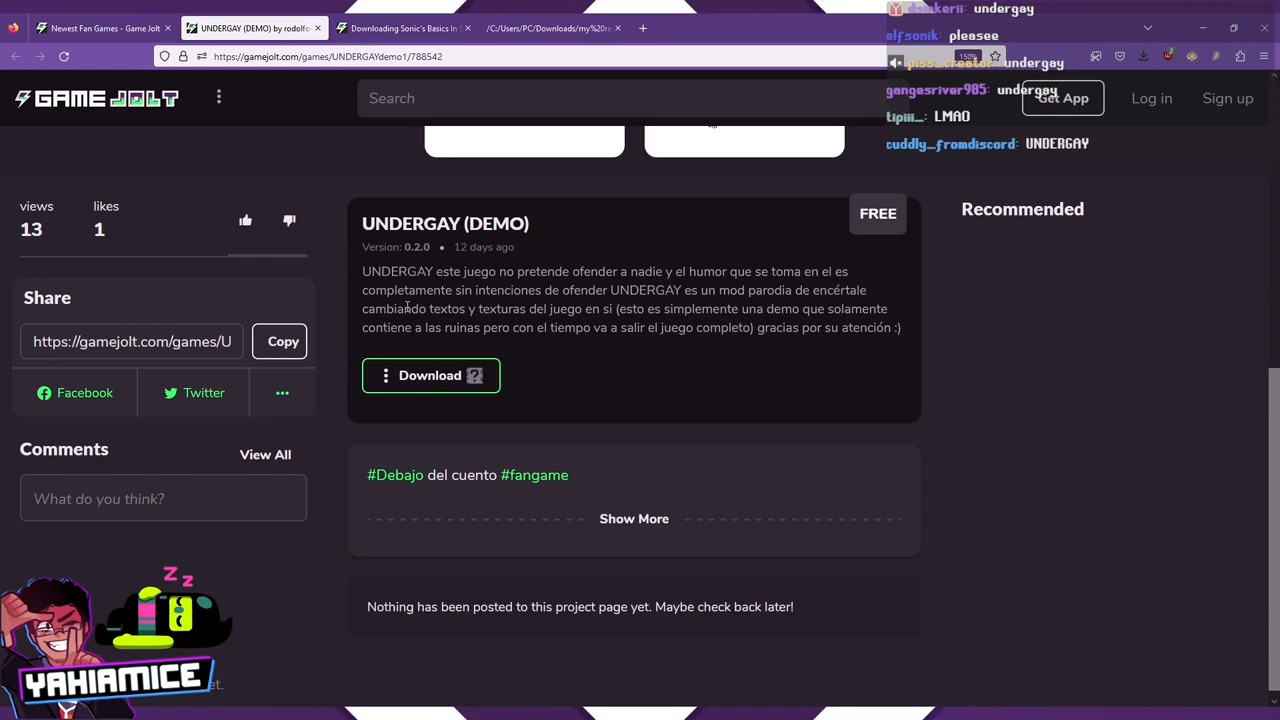 Newest Fan Games - Game Jolt
UNDERGAY (DEMO) by rodolfo
Downloading Sonic's Basics In S
/C:/Users/PC/Downloads/my%20re
https://gamejolt.com/games/UNDERGAYdemo1/788542
150%
undergay
elfsonik: pleasee
piss_creator: undergay
gangesriver985: undergay
tipiii_: LMAO
cuddly_fromdiscord: UNDERGAY
GAME JOLT
Search
Get App
Log in
Sign up
views
13
likes
1
Share
https://gamejolt.com/games/U
Copy
Facebook
Twitter
Comments
View All
What do you think?
et.
UNDERGAY (DEMO)
FREE
Version: 0.2.0 • 12 days ago
UNDERGAY este juego no pretende ofender a nadie y el humor que se toma en el es
completamente sin intenciones de ofender UNDERGAY es un mod parodia de encértale
cambiando textos y texturas del juego en si (esto es simplemente una demo que solamente
contiene a las ruinas pero con el tiempo va a salir el juego completo) gracias por su atención :)
Download
#Debajo del cuento #fangame
Show More
Nothing has been posted to this project page yet. Maybe check back later!
Recommended
Z Z
YAHIAMICE